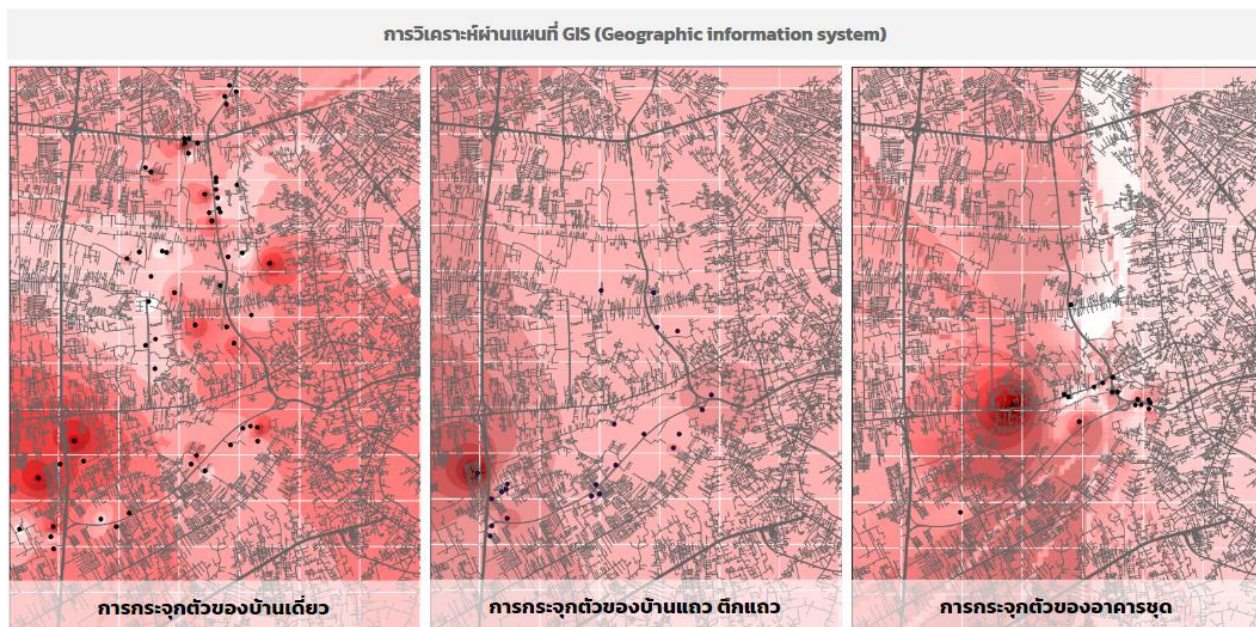 การวิเคราะห์ผ่านแผนที่ GIS (Geographic information system)
การกระจุกตัวของบ้านเดี่ยว
การกระจุกตัวของบ้านแถว ตึกแถว
การกระจุกตัวของอาคารชุด